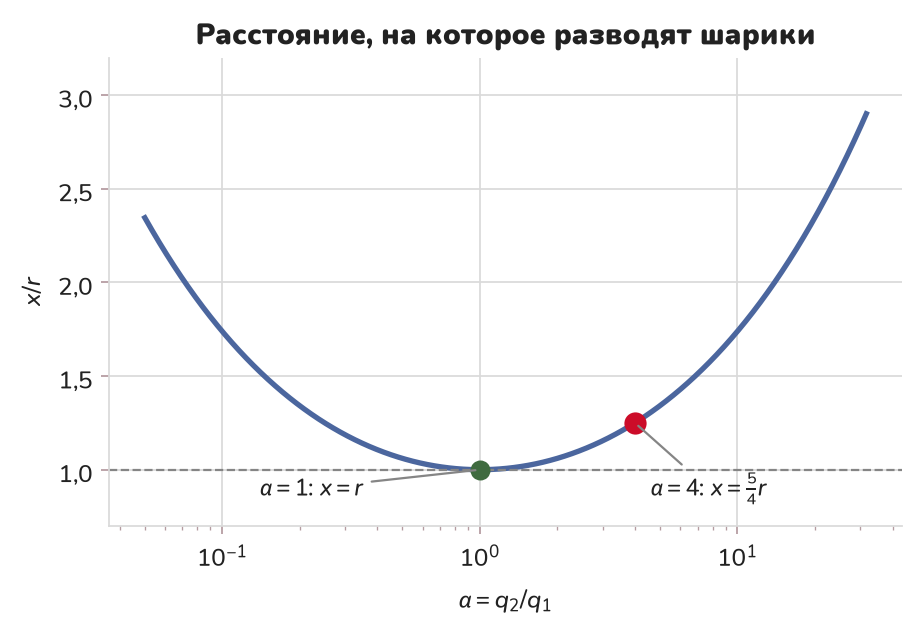 Расстояние, на которое разводят шарики
x/r
3,0
2,5
2,0
1,5
1,0
a = 1: x = r
a = 4: x = 5/4 r
10⁻¹
10⁰
10¹
a = q₂/q₁